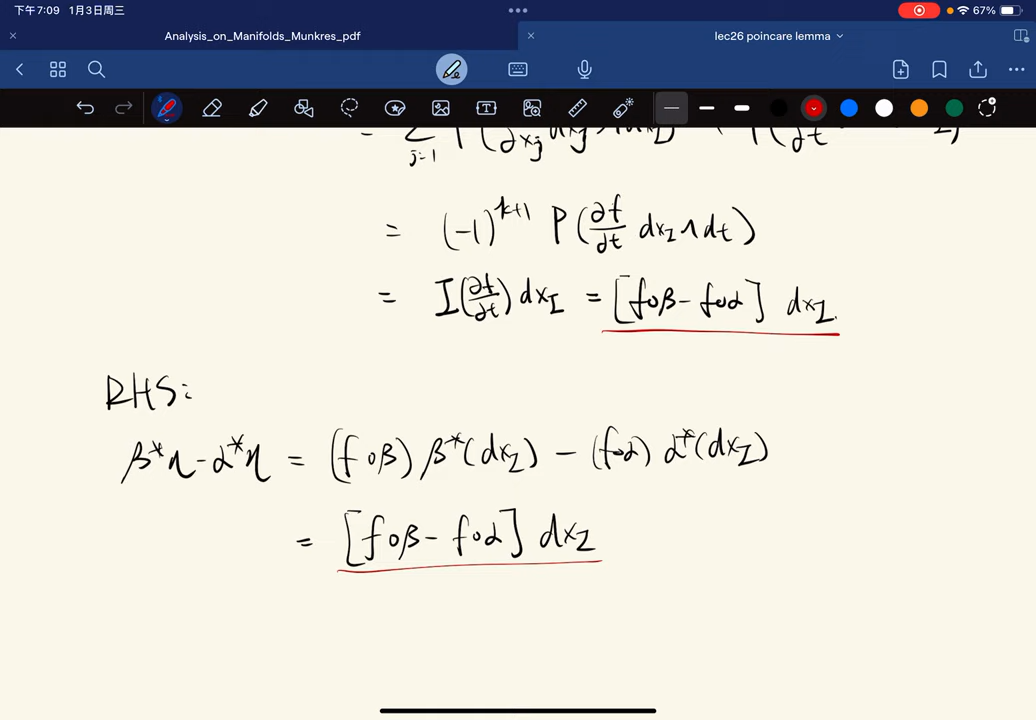 下午7:09 1月3日周三
67%
Analysis_on_Manifolds_Munkres_pdf
lec26 poincare lemma
= (-1)^{k+1} P(∂f/∂t dx_I ∧ dt)
= I(∂f/∂t) dx_I = [f∘β - f∘α] dx_I.
RHS:
β*η - α*η = (f∘β) β*(dx_I) - (f∘α) α*(dx_I)
= [f∘β - f∘α] dx_I